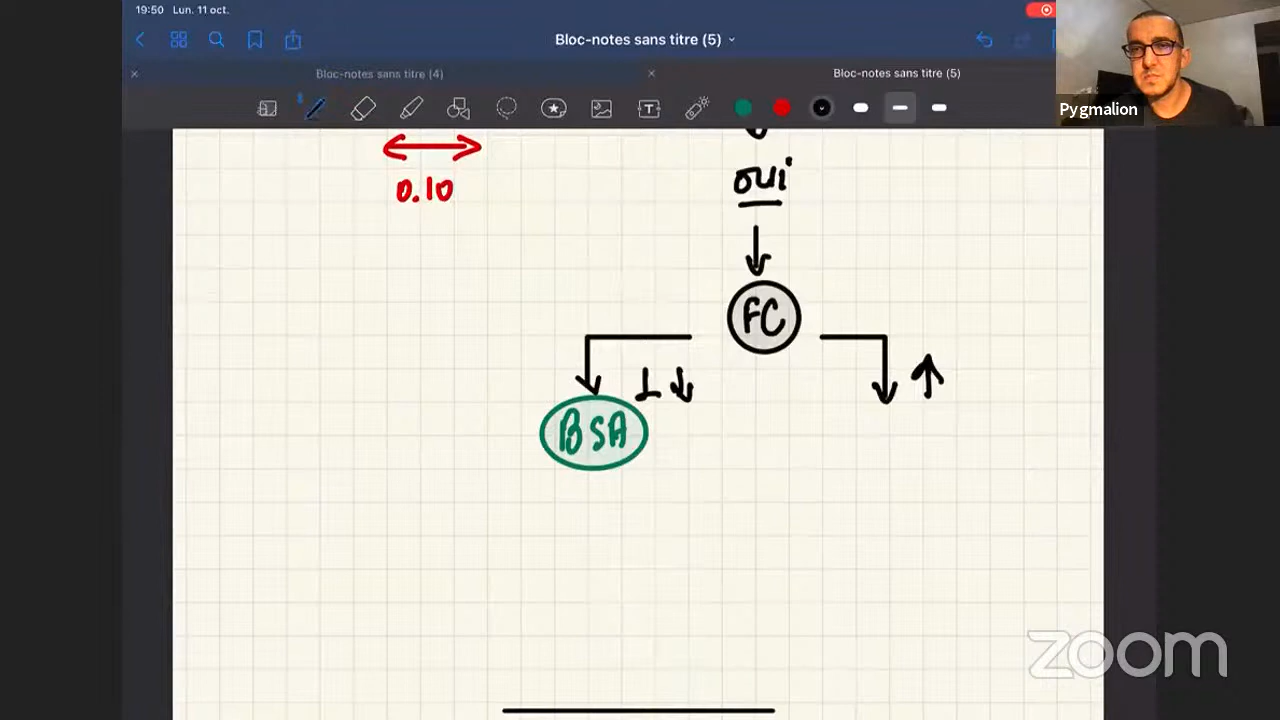 19:50 Lun. 11 oct.
Bloc-notes sans titre (5)
Bloc-notes sans titre (4)
Bloc-notes sans titre (5)
Pygmalion
0.10
oui
FC
⊥ ↓
↑
BSA
zoom